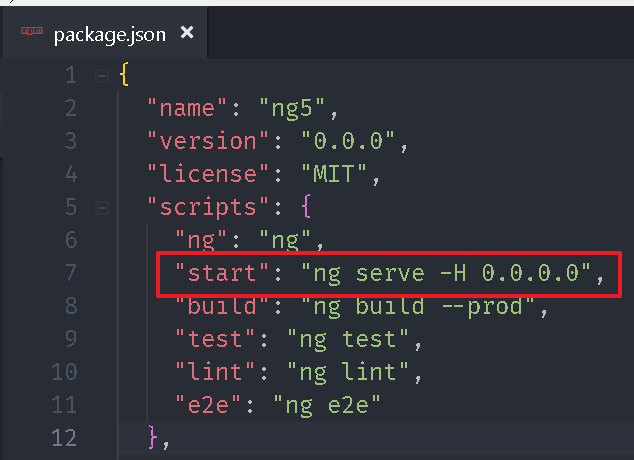 package.json ×
1 {
2 "name": "ng5",
3 "version": "0.0.0",
4 "license": "MIT",
5 "scripts": {
6 "ng": "ng",
7 "start": "ng serve -H 0.0.0.0",
8 "build": "ng build --prod",
9 "test": "ng test",
10 "lint": "ng lint",
11 "e2e": "ng e2e"
12 },